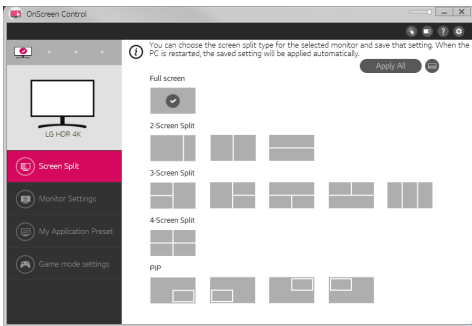 OnScreen Control
You can choose the screen split type for the selected monitor and save that setting. When the
PC is restarted, the saved setting will be applied automatically.
Apply All
Full screen
LG HDR 4K
2-Screen Split
Screen Split
3-Screen Split
Monitor Settings
My Application Preset
4-Screen Split
Game mode settings
PIP